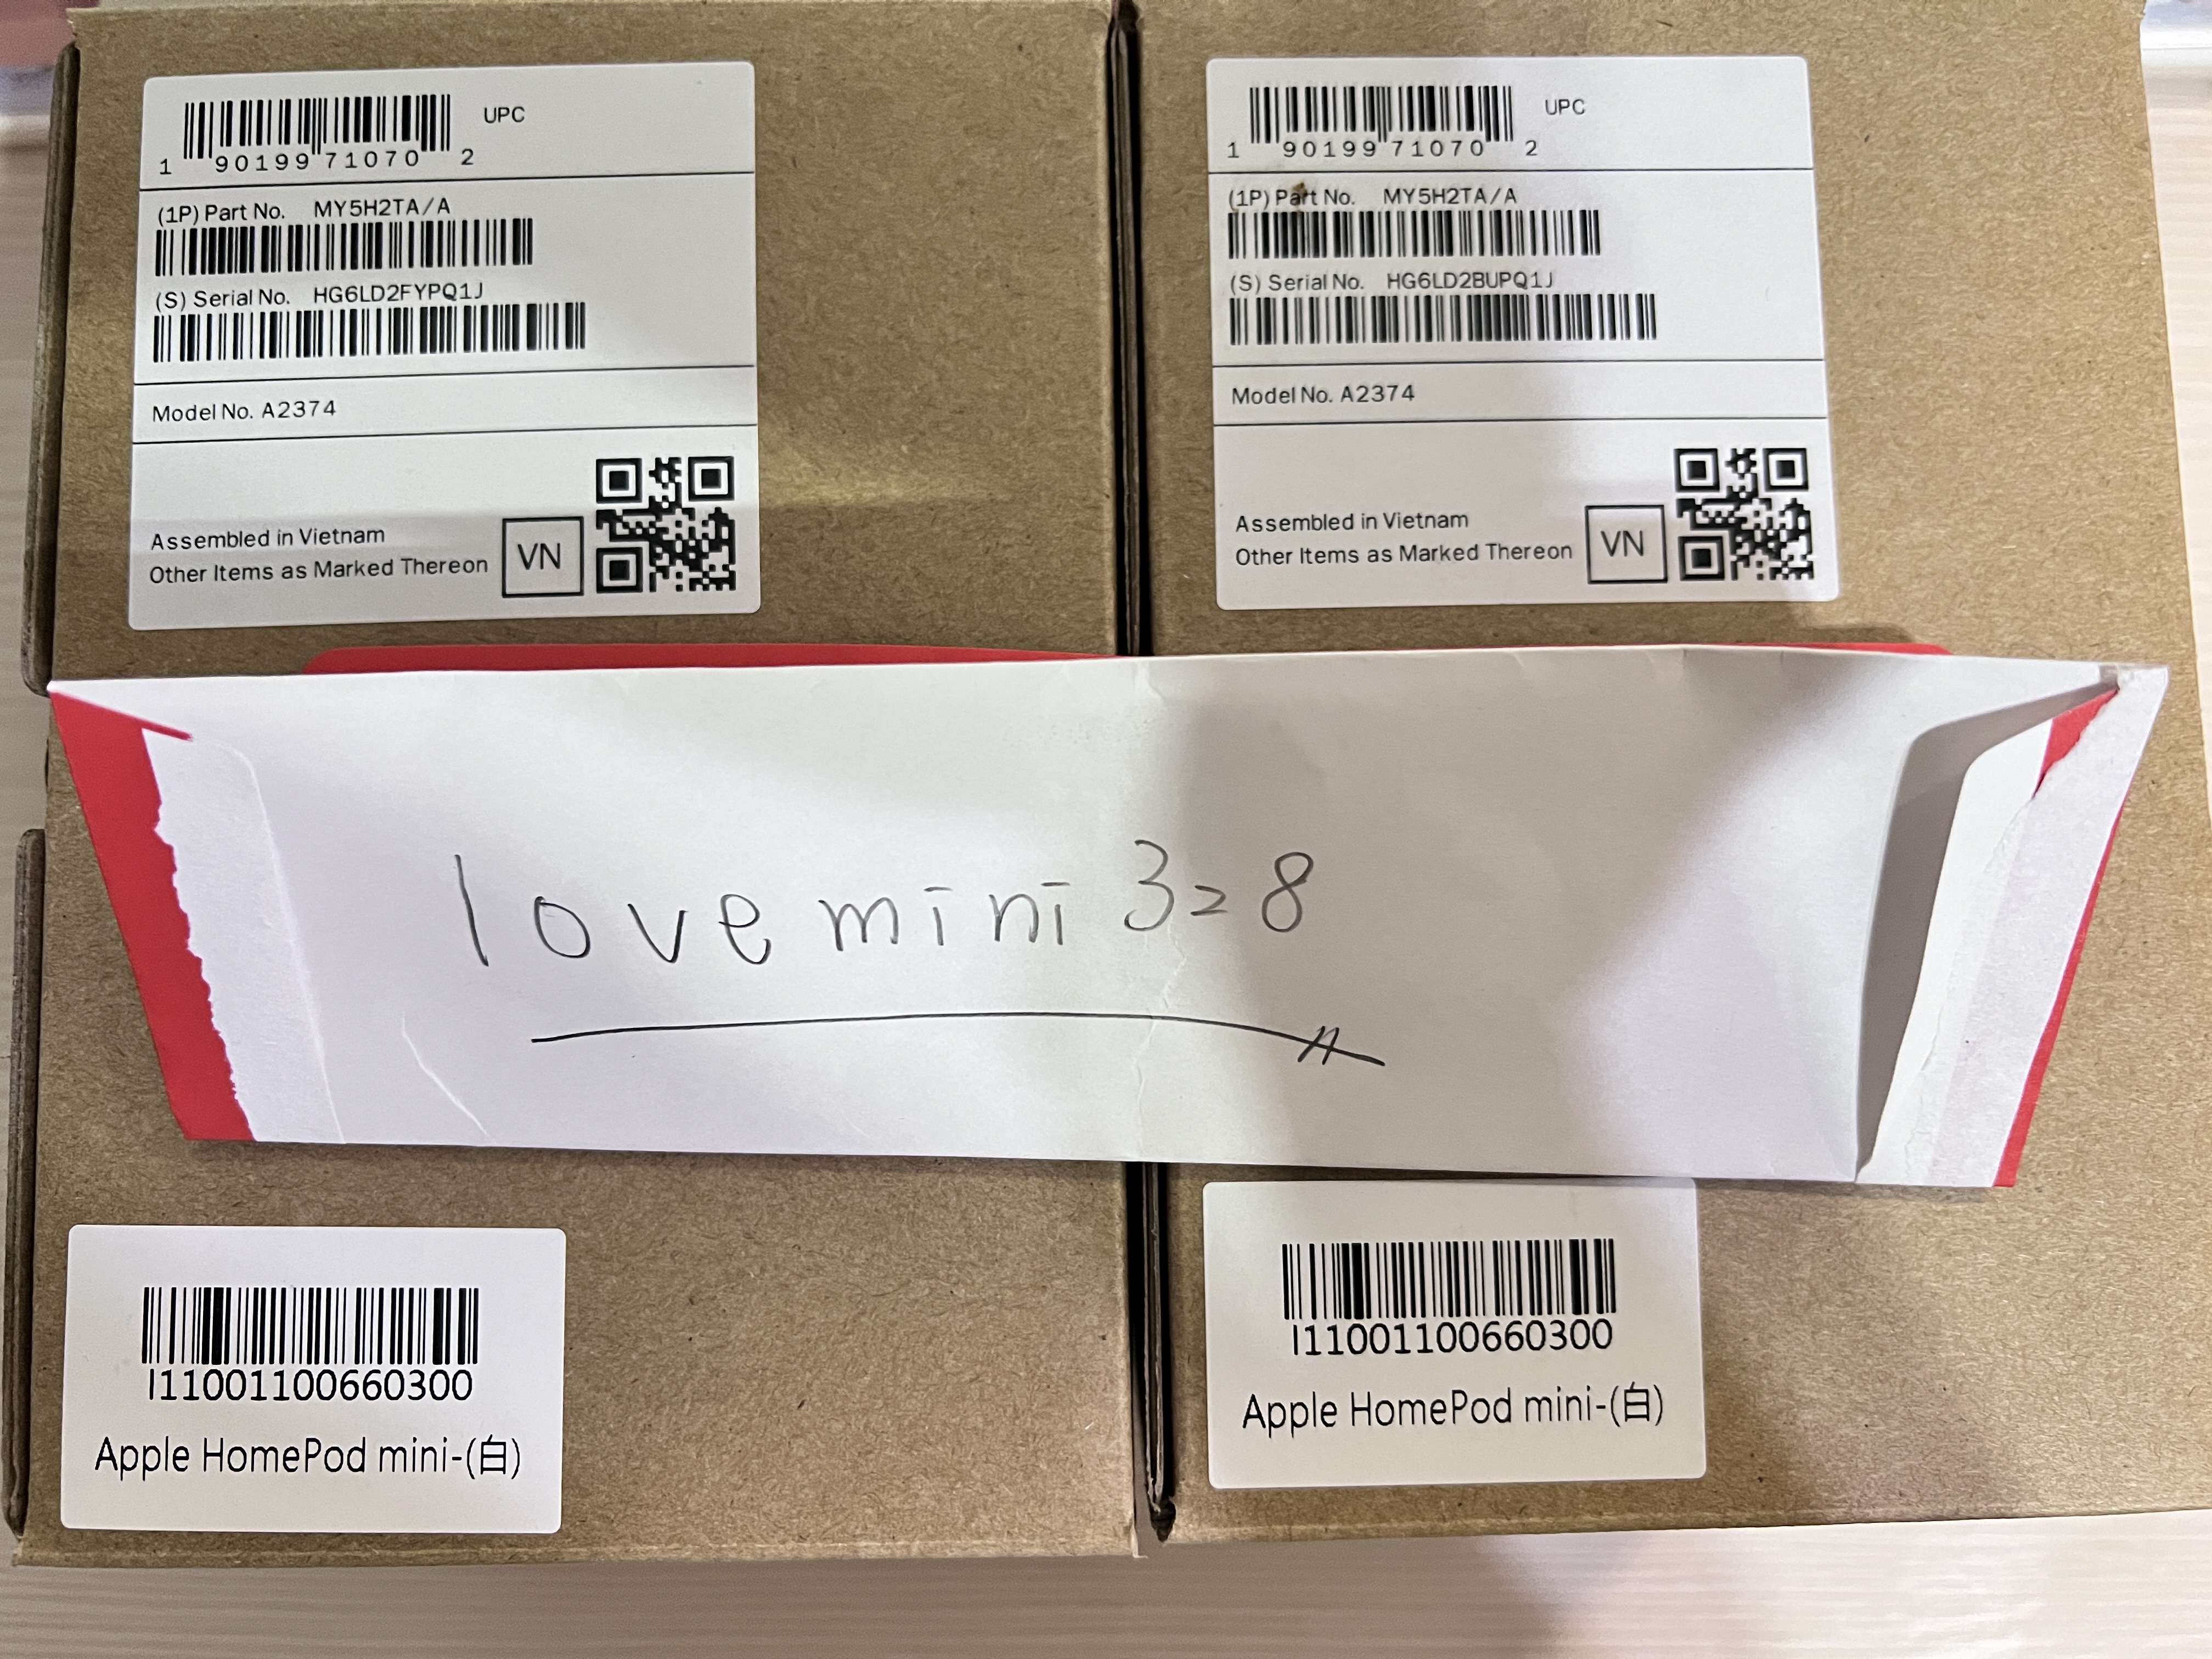 UPC
1 90199 71070 2
(1P) Part No. MY5H2TA/A
(S) Serial No. HG6LD2FYPQ1J
Model No. A2374
Assembled in Vietnam
Other Items as Marked Thereon
VN
UPC
1 90199 71070 2
(1P) Part No. MY5H2TA/A
(S) Serial No. HG6LD2BUPQ1J
Model No. A2374
Assembled in Vietnam
Other Items as Marked Thereon
VN
lovemini328
I11001100660300
Apple HomePod mini-(白)
I11001100660300
Apple HomePod mini-(白)